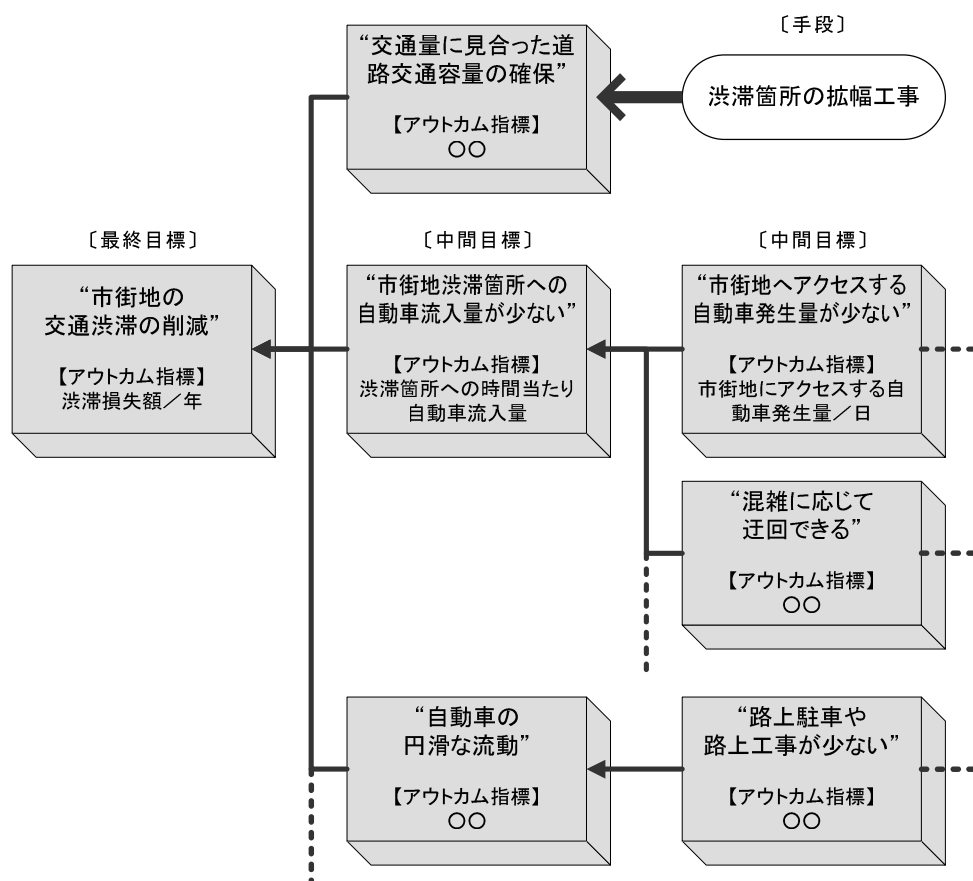 〔手段〕
“交通量に見合った道
路交通容量の確保”
【アウトカム指標】
〇〇
渋滞箇所の拡幅工事
〔最終目標〕
“市街地の
交通渋滞の削減”
【アウトカム指標】
渋滞損失額／年
〔中間目標〕
“市街地渋滞箇所への
自動車流入量が少ない”
【アウトカム指標】
渋滞箇所への時間当たり
自動車流入量
〔中間目標〕
“市街地へアクセスする
自動車発生量が少ない”
【アウトカム指標】
市街地にアクセスする自
動車発生量／日
“混雑に応じて
迂回できる”
【アウトカム指標】
〇〇
“自動車の
円滑な流動”
【アウトカム指標】
〇〇
“路上駐車や
路上工事が少ない”
【アウトカム指標】
〇〇